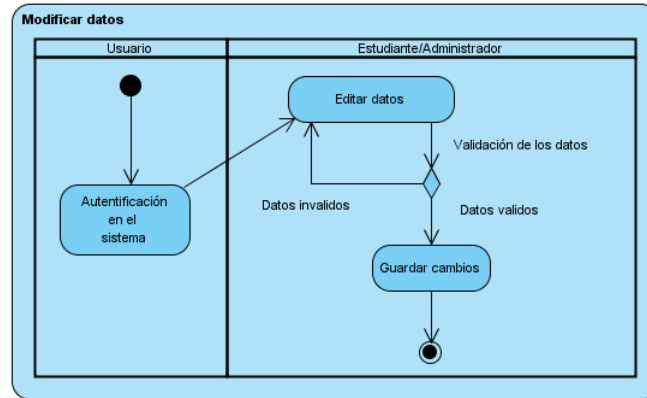 Modificar datos
Usuario
Estudiante/Administrador
Editar datos
Validación de los datos
Autentificación
en el
sistema
Datos invalidos
Datos validos
Guardar cambios